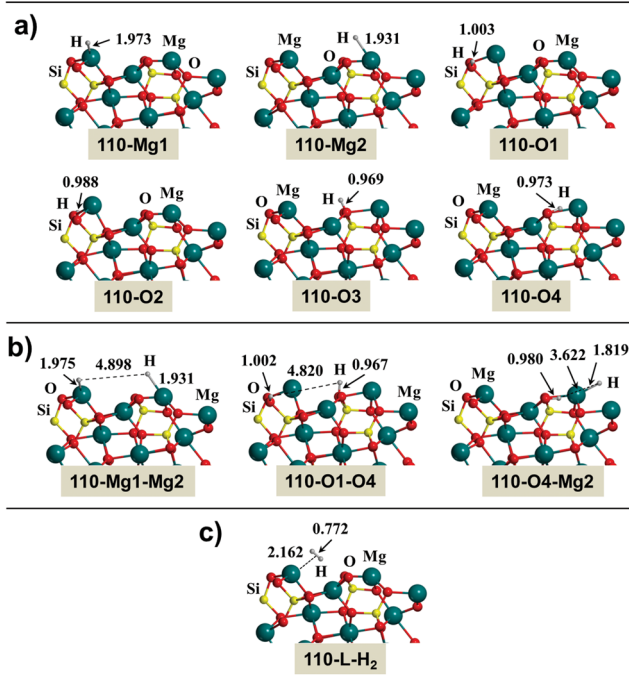 a)
H 1.973 Mg O Si
110-Mg1
H 1.931 Mg O
110-Mg2
1.003 H Mg O Si
110-O1
0.988 H Si O Mg
110-O2
O Mg H 0.969 Si
110-O3
O Mg 0.973 H Si
110-O4
b)
1.975 4.898 H 1.931 O Mg Si
110-Mg1-Mg2
1.002 4.820 H 0.967 O Mg Si
110-O1-O4
0.980 3.622 1.819 H Mg O Si
110-O4-Mg2
c)
0.772 2.162 H O Mg Si
110-L-H₂